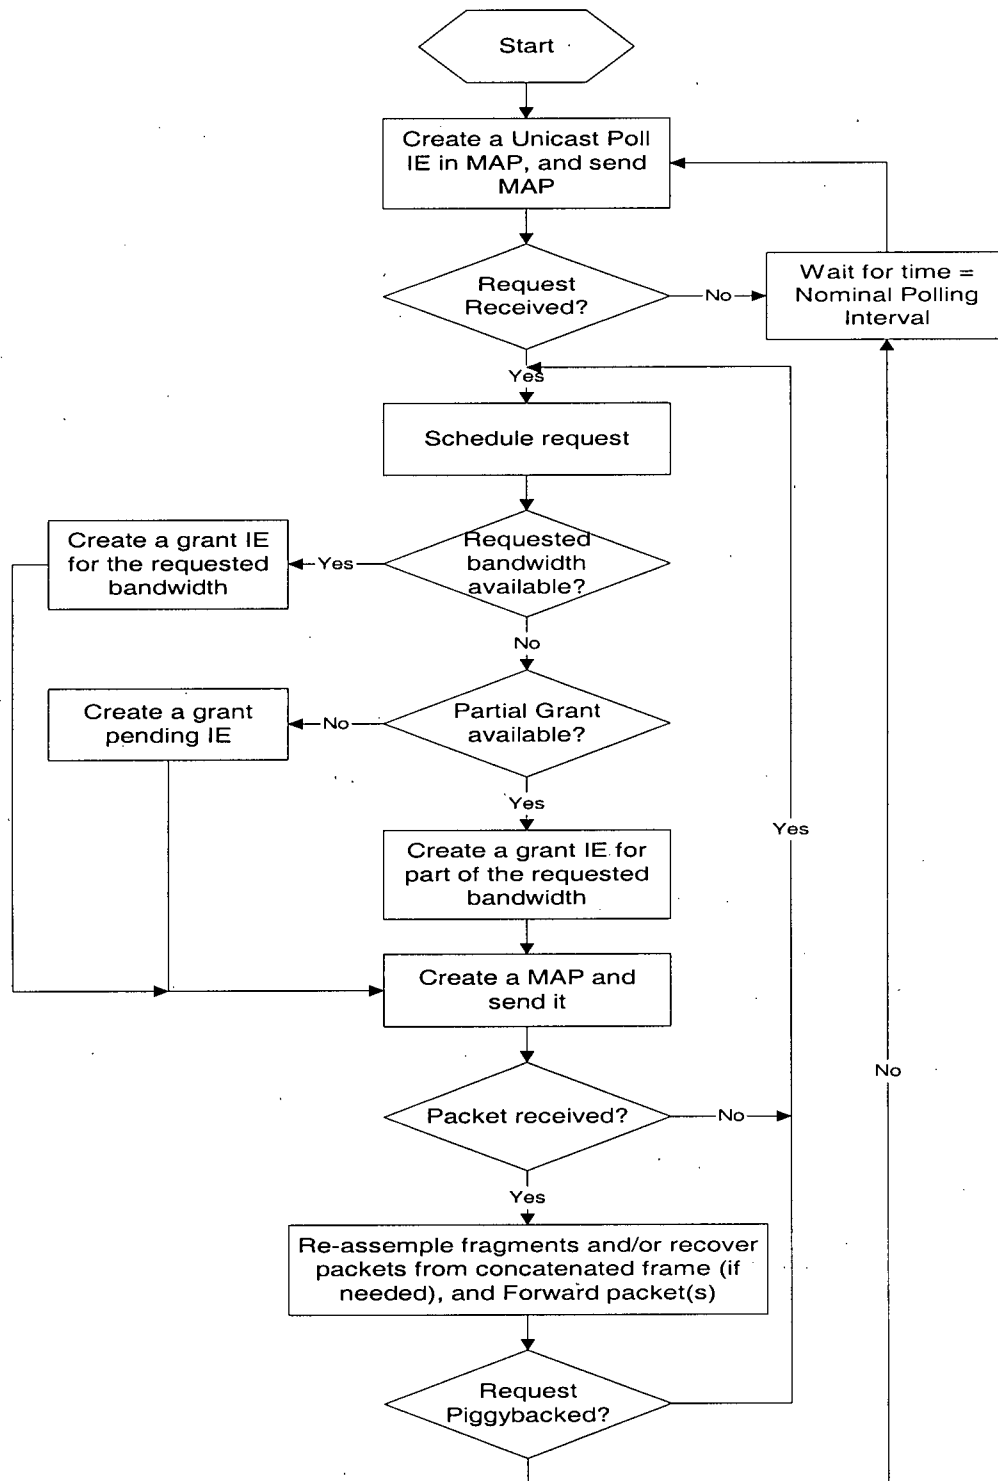 Start
Create a Unicast Poll
IE in MAP, and send
MAP
Request
Received?
No
Wait for time =
Nominal Polling
Interval
Yes
Schedule request
Requested
bandwidth
available?
Yes
Create a grant IE
for the requested
bandwidth
No
Partial Grant
available?
No
Create a grant
pending IE
Yes
Create a grant IE for
part of the requested
bandwidth
Yes
Create a MAP and
send it
No
Packet received?
No
Yes
Re-assemple fragments and/or recover
packets from concatenated frame (if
needed), and Forward packet(s)
Request
Piggybacked?